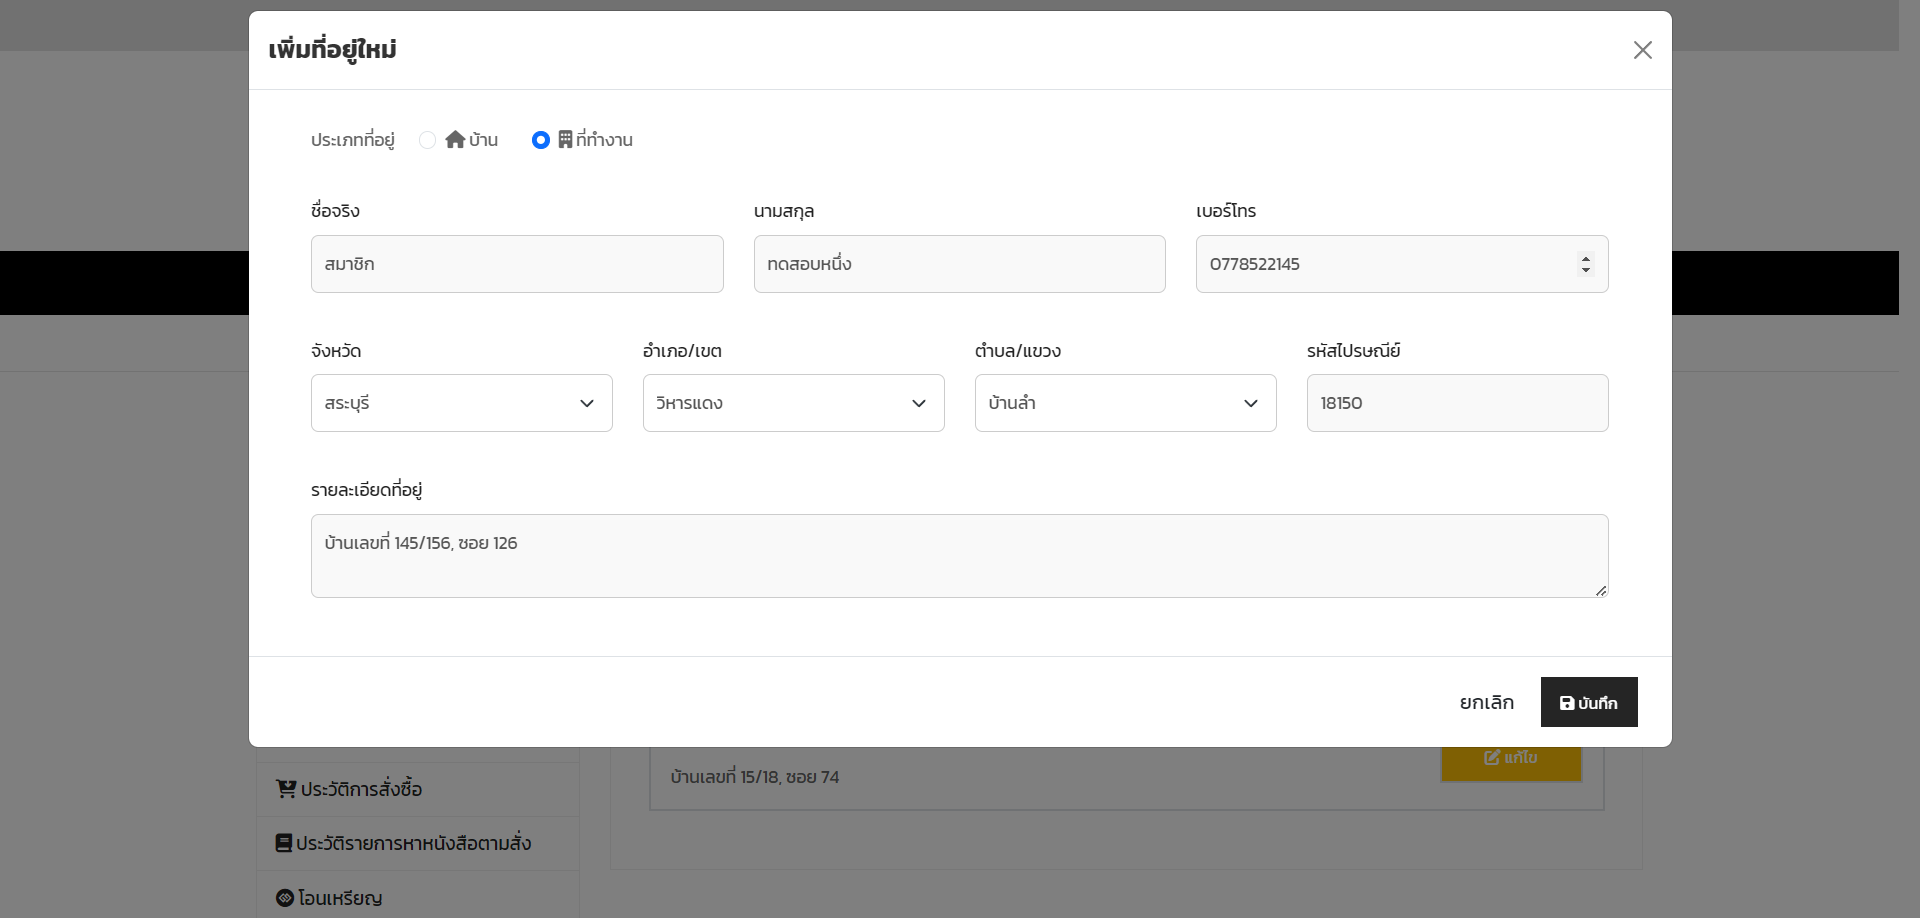 เพิ่มที่อยู่ใหม่
ประเภทที่อยู่ บ้าน ที่ทำงาน
ชื่อจริง นามสกุล เบอร์โทร
สมาชิก ทดสอบหนึ่ง 0778522145
จังหวัด อำเภอ/เขต ตำบล/แขวง รหัสไปรษณีย์
สระบุรี วิหารแดง บ้านลำ 18150
รายละเอียดที่อยู่
บ้านเลขที่ 145/156, ซอย 126
ยกเลิก บันทึก
แก้ไข
บ้านเลขที่ 15/18, ซอย 74
ประวัติการสั่งซื้อ
ประวัติรายการหาหนังสือตามสั่ง
โอนเหรียญ